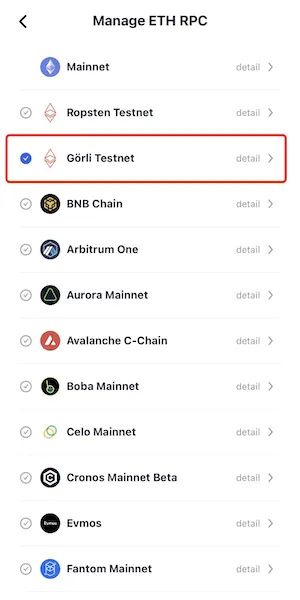 Manage ETH RPC
Mainnet detail
Ropsten Testnet detail
Görli Testnet detail
BNB Chain detail
Arbitrum One detail
Aurora Mainnet detail
Avalanche C-Chain detail
Boba Mainnet detail
Celo Mainnet detail
Cronos Mainnet Beta detail
Evmos Evmos detail
Fantom Mainnet detail